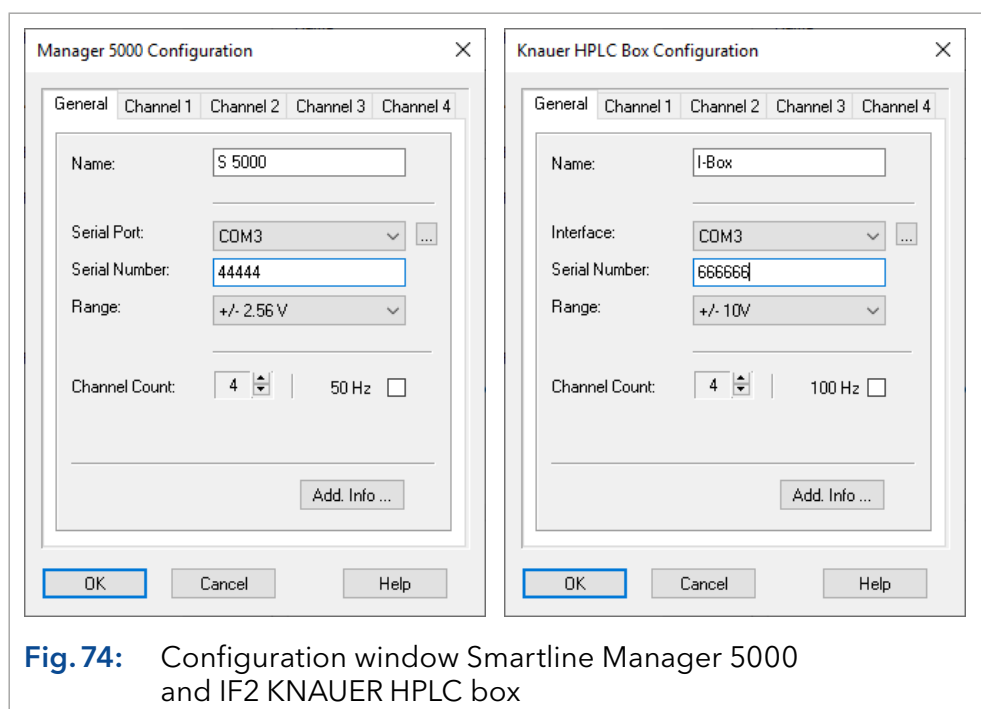 Manager 5000 Configuration
General Channel 1 Channel 2 Channel 3 Channel 4
Name: S 5000
Serial Port: COM3 ...
Serial Number: 44444
Range: +/- 2.56 V
Channel Count: 4 50 Hz
Add. Info ...
OK Cancel Help
Knauer HPLC Box Configuration
General Channel 1 Channel 2 Channel 3 Channel 4
Name: I-Box
Interface: COM3 ...
Serial Number: 666666
Range: +/- 10V
Channel Count: 4 100 Hz
Add. Info ...
OK Cancel Help
Fig. 74: Configuration window Smartline Manager 5000
and IF2 KNAUER HPLC box